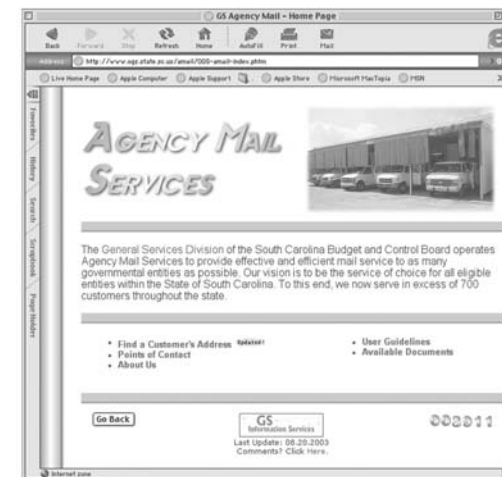 GS Agency Mail – Home Page
Back Forward Stop Refresh Home AutoFill Print Mail
Address
Live Home Page Apple Computer Apple Support Apple Store Microsoft MacTopia MSN
Favorites
History
Search
Scrapbook
Page Holder
AGENCY MAIL
SERVICES
The General Services Division of the South Carolina Budget and Control Board operates
Agency Mail Services to provide effective and efficient mail service to as many
governmental entities as possible. Our vision is to be the service of choice for all eligible
entities within the State of South Carolina. To this end, we now serve in excess of 700
customers throughout the state.
• Find a Customer's Address Updated!
• Points of Contact
• About Us
• User Guidelines
• Available Documents
Go Back
GS
Information Services
Last Update: 08.20.2003
Comments? Click Here.
Internet zone